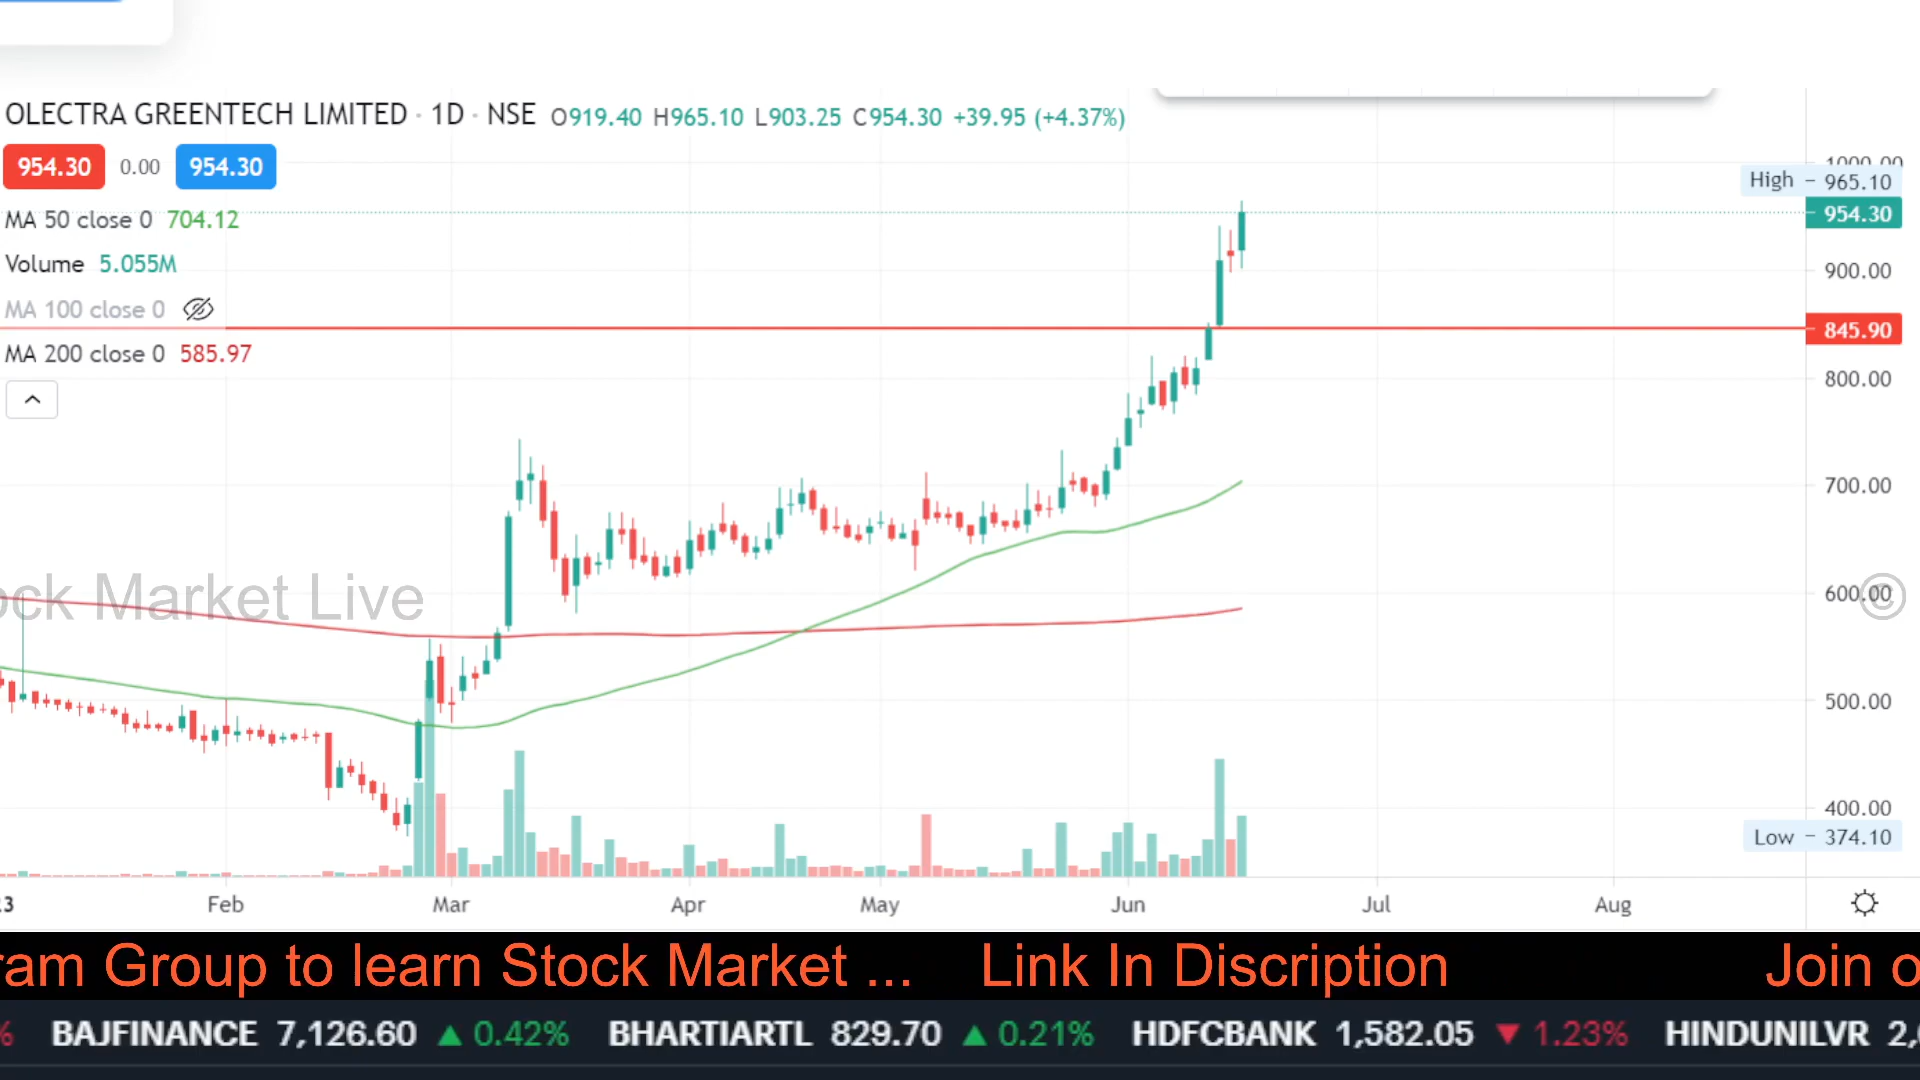 OLECTRA GREENTECH LIMITED · 1D · NSE O919.40 H965.10 L903.25 C954.30 +39.95 (+4.37%)
954.30 0.00 954.30
MA 50 close 0 704.12
Volume 5.055M
MA 100 close 0
MA 200 close 0 585.97
1000.00
High 965.10
954.30
900.00
845.90
800.00
700.00
600.00
500.00
400.00
Low 374.10
ock Market Live ©
23 Feb Mar Apr May Jun Jul Aug
ram Group to learn Stock Market ... Link In Discription Join o
% BAJFINANCE 7,126.60 ▲ 0.42% BHARTIARTL 829.70 ▲ 0.21% HDFCBANK 1,582.05 ▼ 1.23% HINDUNILVR 2,